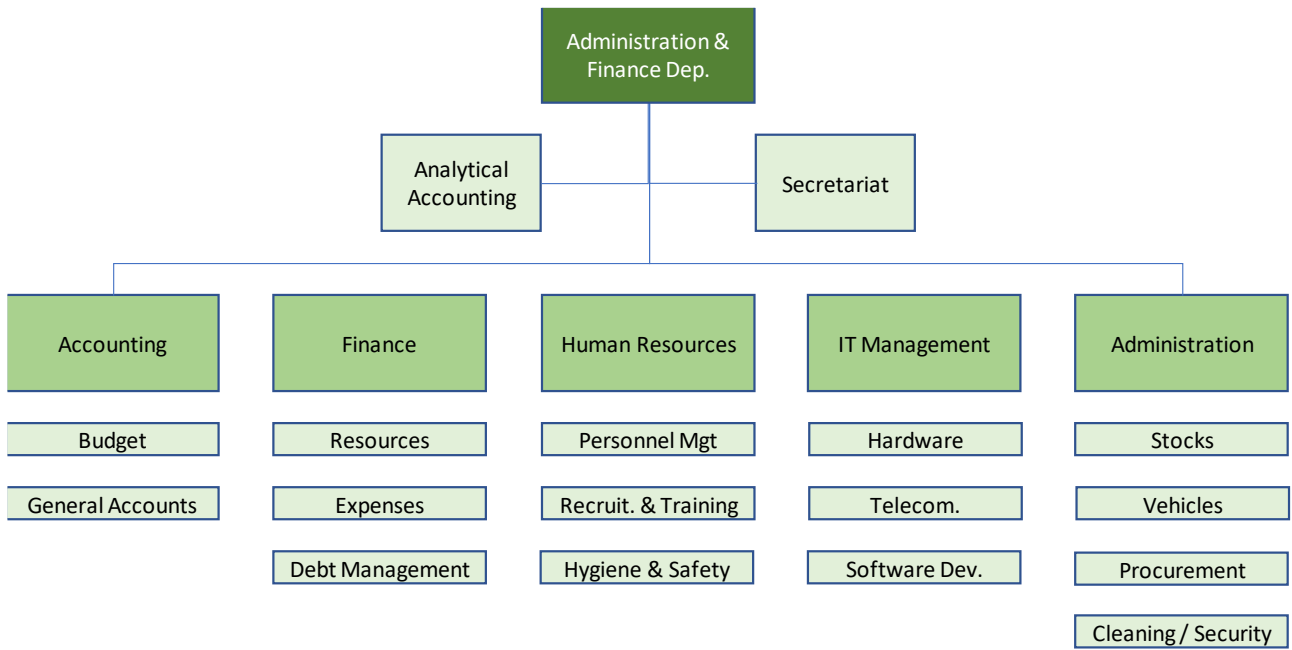 Administration &
Finance Dep.
Analytical
Accounting
Secretariat
Accounting
Finance
Human Resources
IT Management
Administration
Budget
Resources
Personnel Mgt
Hardware
Stocks
General Accounts
Expenses
Recruit. & Training
Telecom.
Vehicles
Debt Management
Hygiene & Safety
Software Dev.
Procurement
Cleaning / Security